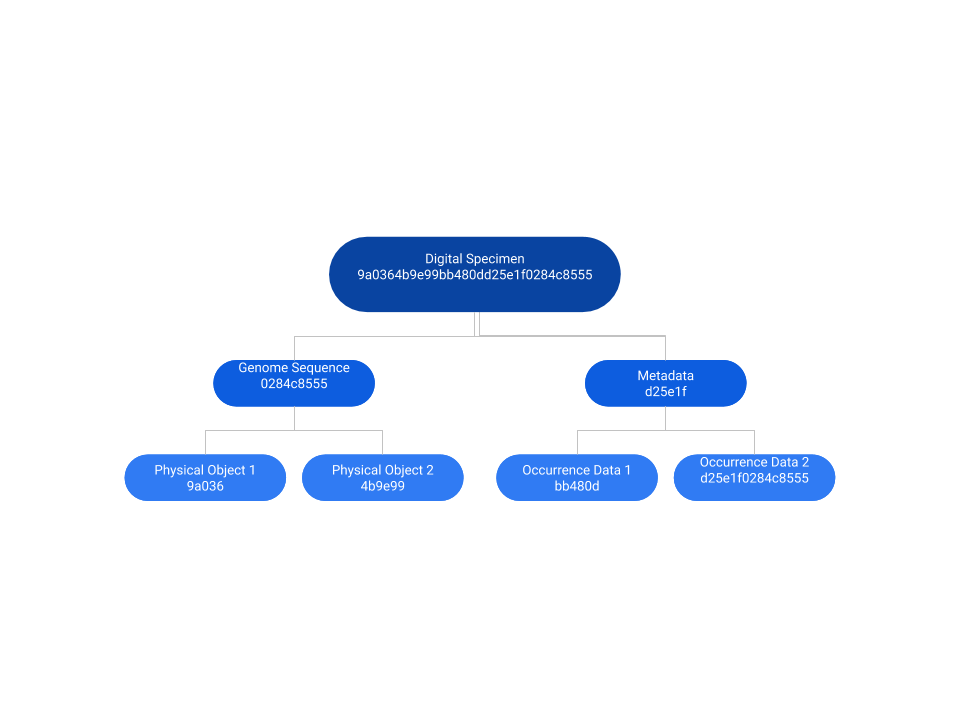 Digital Specimen
9a0364b9e99bb480dd25e1f0284c8555
Genome Sequence
0284c8555
Metadata
d25e1f
Physical Object 1
9a036
Physical Object 2
4b9e99
Occurrence Data 1
bb480d
Occurrence Data 2
d25e1f0284c8555